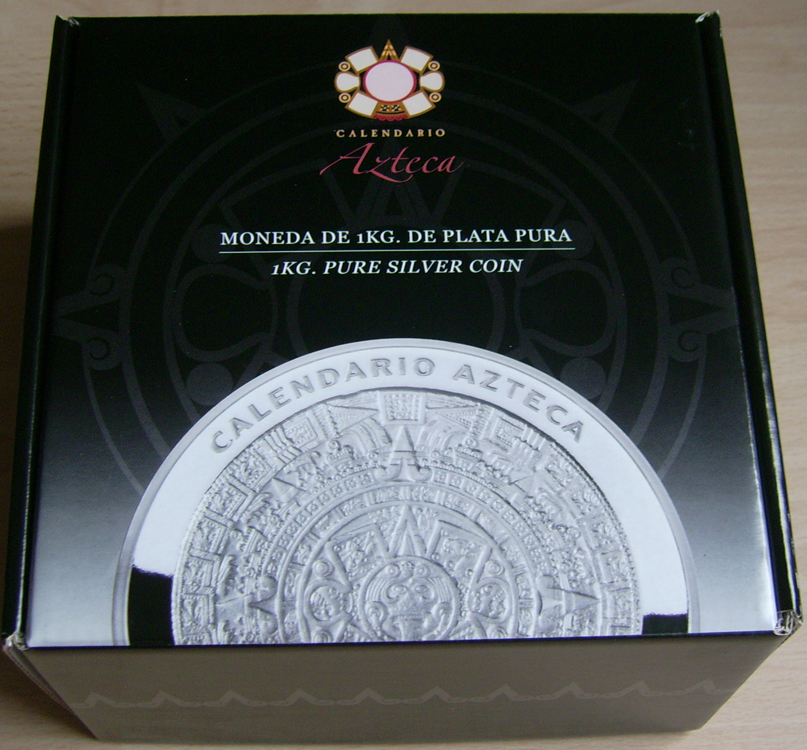 CALENDARIO
Azteca
MONEDA DE 1KG. DE PLATA PURA
1KG. PURE SILVER COIN
CALENDARIO AZTECA